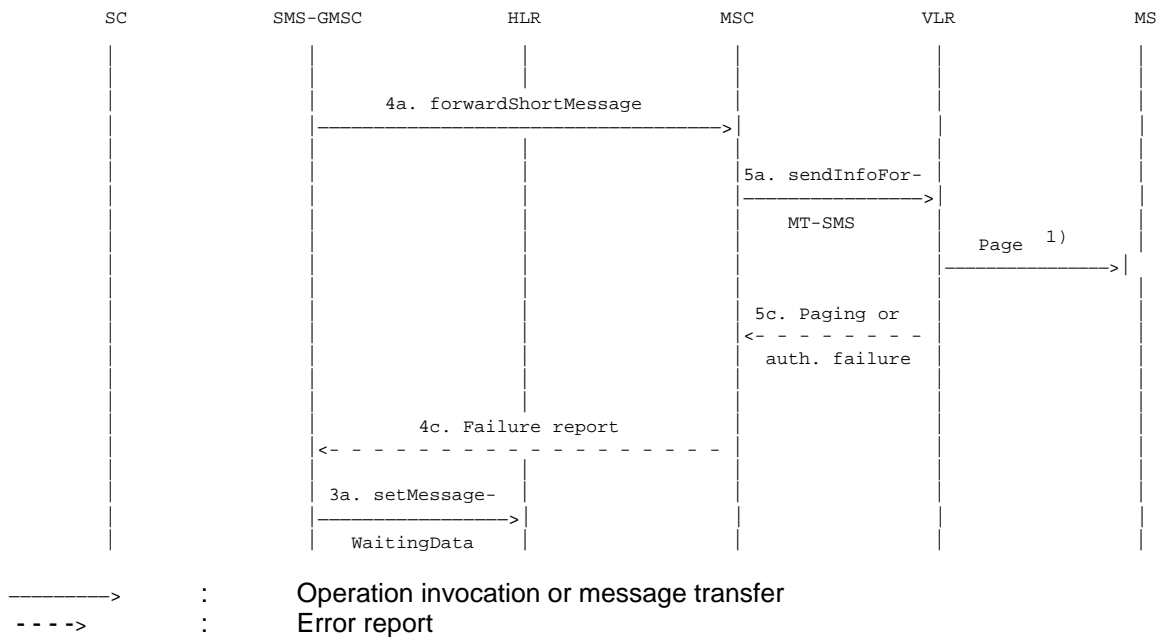 SC SMS-GMSC HLR MSC VLR MS
4a. forwardShortMessage
5a. sendInfoFor-
MT-SMS
Page 1)
5c. Paging or
auth. failure
4c. Failure report
3a. setMessage-
WaitingData
: Operation invocation or message transfer
: Error report